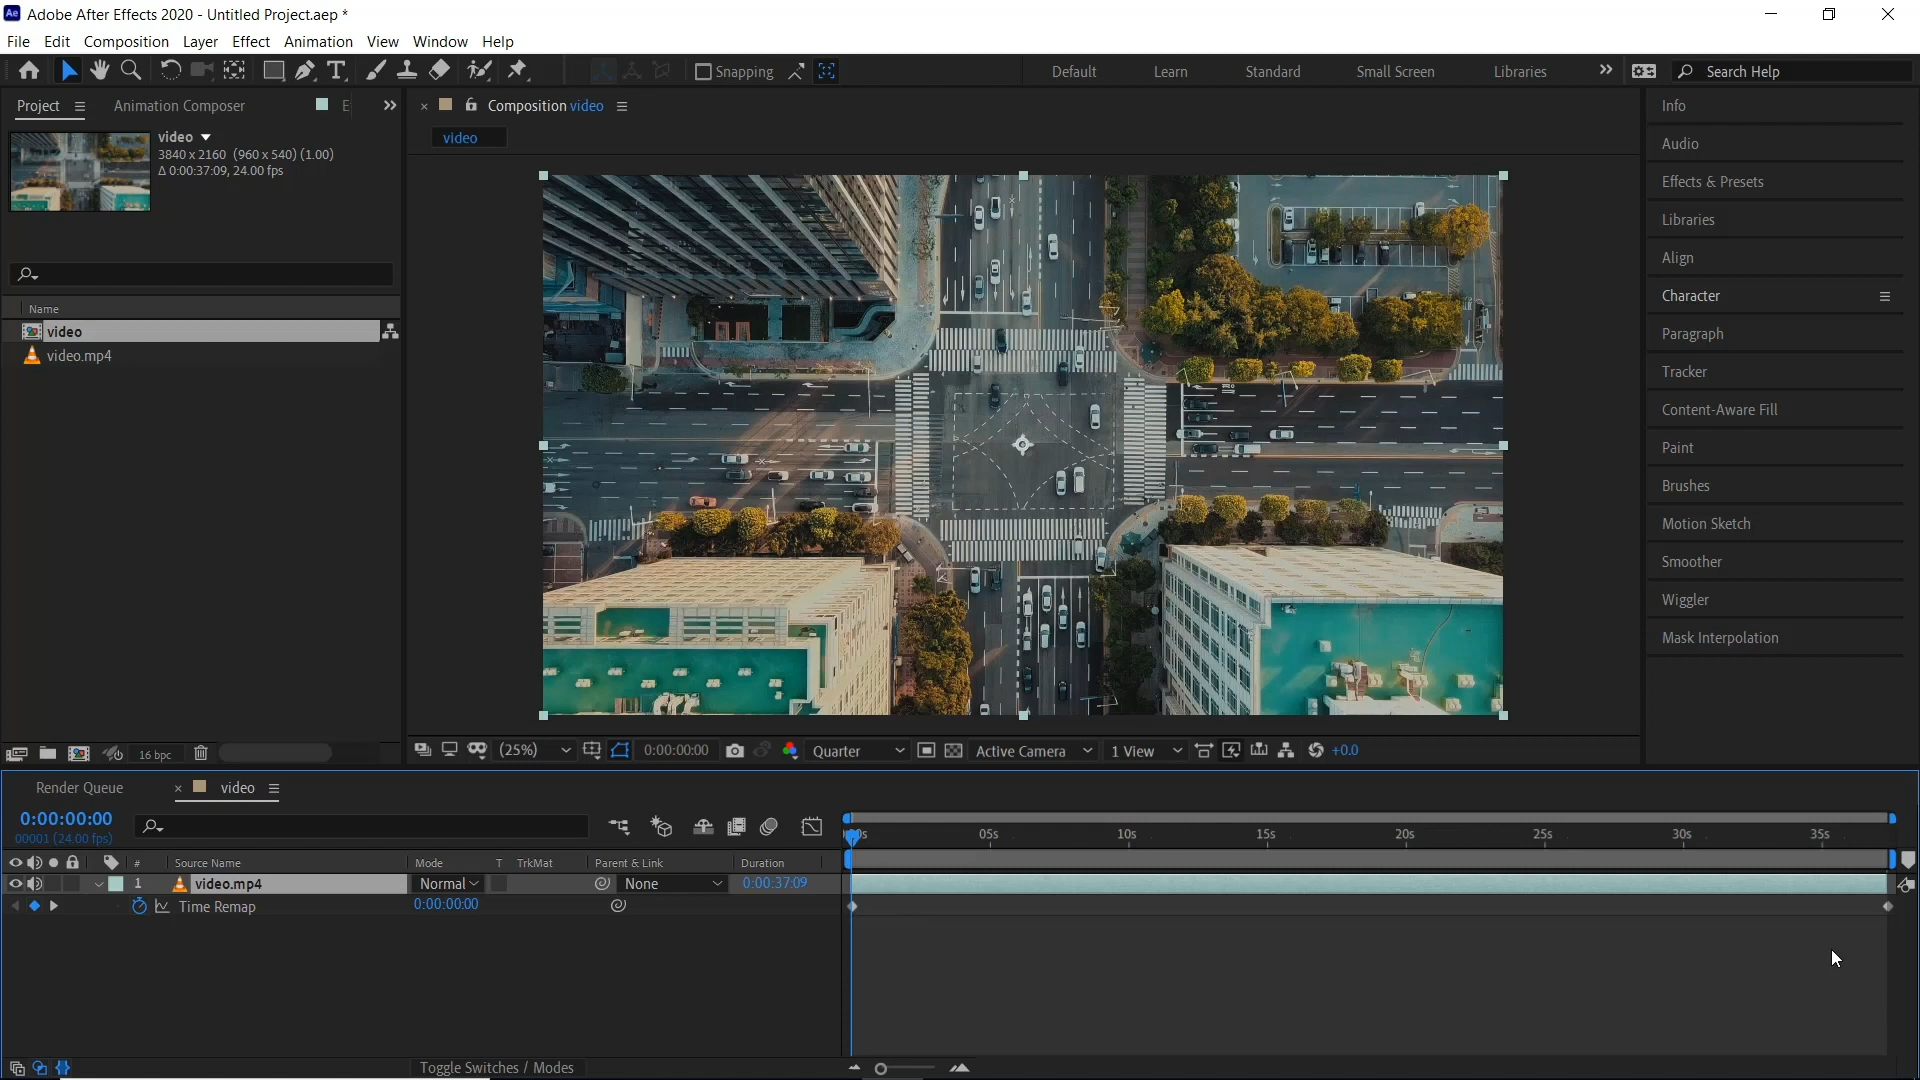 Adobe After Effects 2020 - Untitled Project.aep *
File Edit Composition Layer Effect Animation View Window Help
Snapping Default Learn Standard Small Screen Libraries Search Help
Project Animation Composer E
Composition video
video
video
3840 x 2160 (960 x 540) (1.00)
Δ 0:00:37:09, 24.00 fps
Name
video
video.mp4
16 bpc
(25%) 0:00:00:00 Quarter Active Camera 1 View +0.0
Info
Audio
Effects & Presets
Libraries
Align
Character
Paragraph
Tracker
Content-Aware Fill
Paint
Brushes
Motion Sketch
Smoother
Wiggler
Mask Interpolation
Render Queue video
0:00:00:00
00001 (24.00 fps)
05s 10s 15s 20s 25s 30s 35s
# Source Name Mode T TrkMat Parent & Link Duration
1 video.mp4 Normal None 0:00:37:09
Time Remap 0:00:00:00
Toggle Switches / Modes